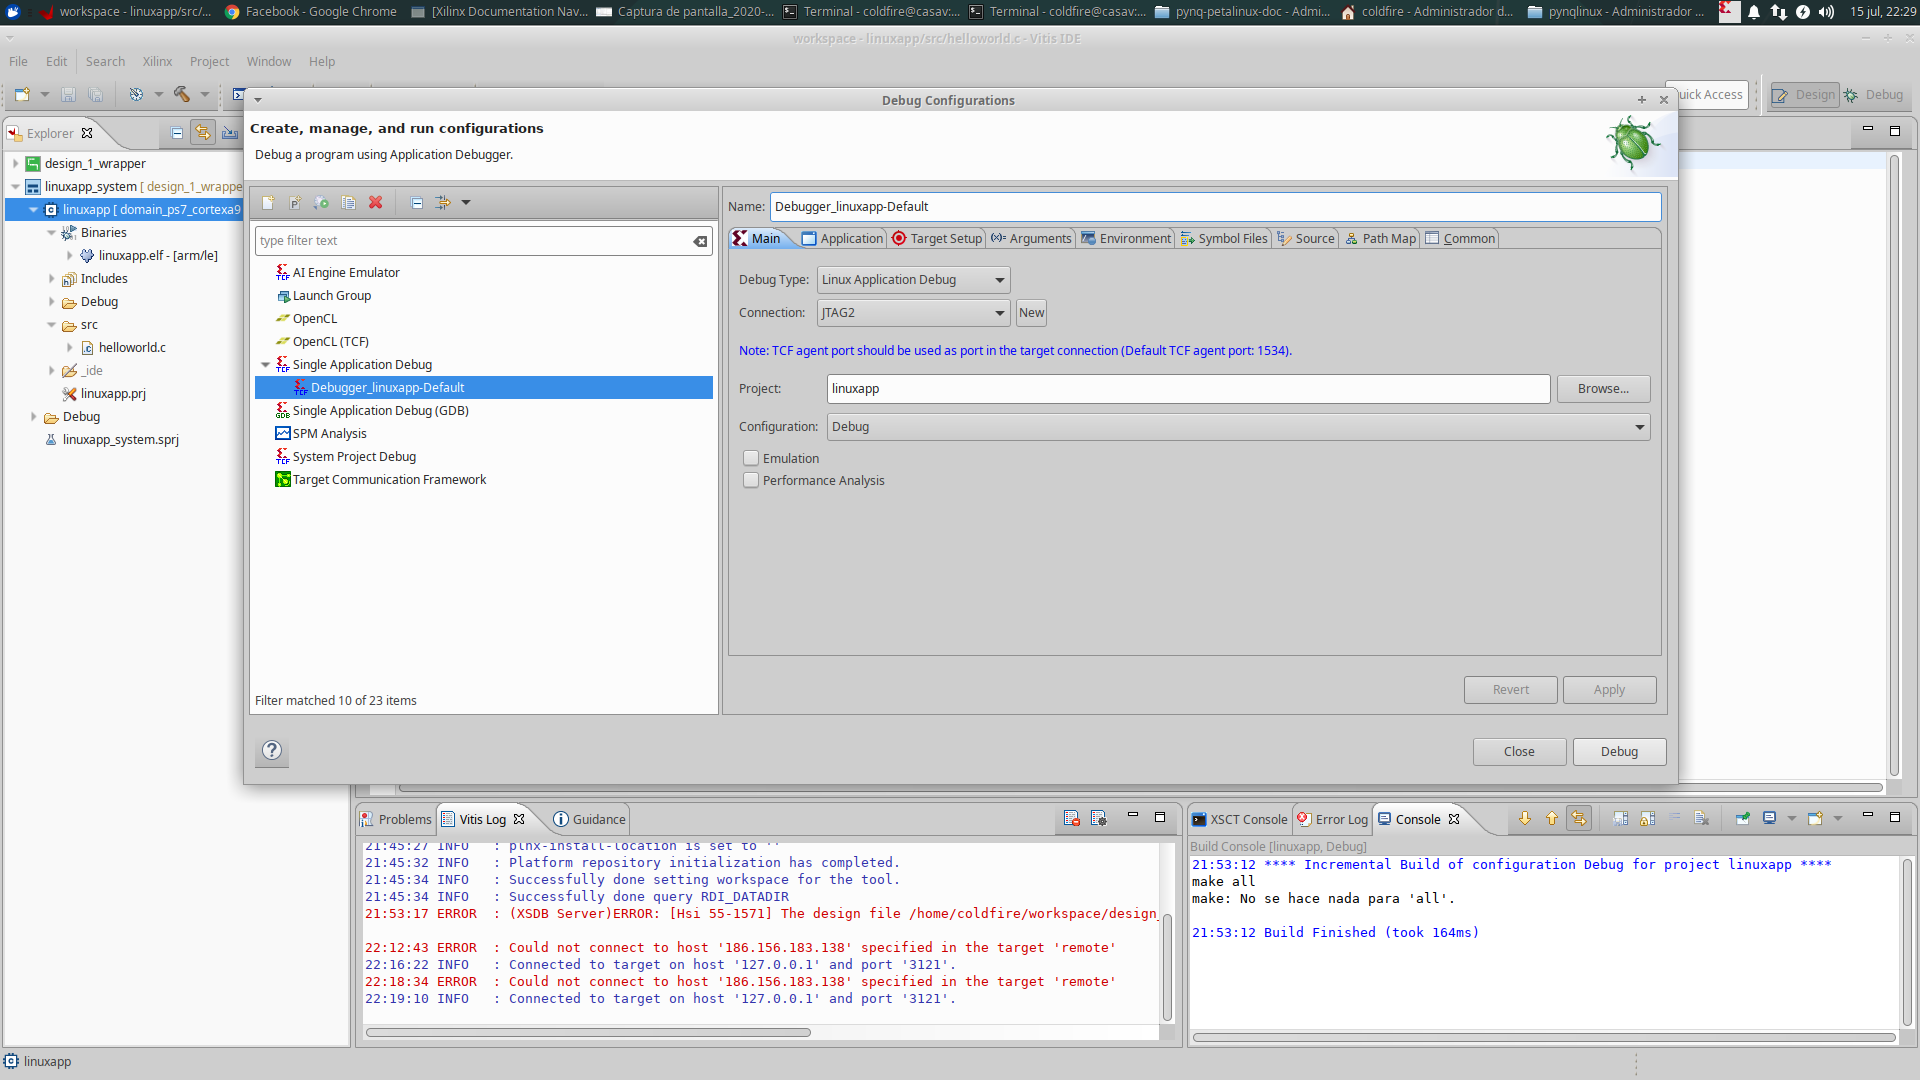 workspace - linuxapp/src/...
Facebook - Google Chrome
[Xilinx Documentation Nav...
Captura de pantalla_2020-...
Terminal - coldfire@casav:...
Terminal - coldfire@casav:...
pynq-petalinux-doc - Admi...
coldfire - Administrador d...
pynqlinux - Administrador ...
15 jul, 22:29
workspace - linuxapp/src/helloworld.c - Vitis IDE
File Edit Search Xilinx Project Window Help
uick Access
Design
Debug
Explorer
design_1_wrapper
linuxapp_system [ design_1_wrappe
linuxapp [ domain_ps7_cortexa9
Binaries
linuxapp.elf - [arm/le]
Includes
Debug
src
helloworld.c
_ide
linuxapp.prj
Debug
linuxapp_system.sprj
Debug Configurations
Create, manage, and run configurations
Debug a program using Application Debugger.
type filter text
AI Engine Emulator
Launch Group
OpenCL
OpenCL (TCF)
Single Application Debug
Debugger_linuxapp-Default
Single Application Debug (GDB)
SPM Analysis
System Project Debug
Target Communication Framework
Filter matched 10 of 23 items
Name: Debugger_linuxapp-Default
Main Application Target Setup Arguments Environment Symbol Files Source Path Map Common
Debug Type: Linux Application Debug
Connection: JTAG2 New
Note: TCF agent port should be used as port in the target connection (Default TCF agent port: 1534).
Project: linuxapp Browse...
Configuration: Debug
Emulation
Performance Analysis
Revert Apply
Close Debug
Problems Vitis Log Guidance
21:45:27 INFO : plnx-install-location is set to ''
21:45:32 INFO : Platform repository initialization has completed.
21:45:34 INFO : Successfully done setting workspace for the tool.
21:45:34 INFO : Successfully done query RDI_DATADIR
21:53:17 ERROR : (XSDB Server)ERROR: [Hsi 55-1571] The design file /home/coldfire/workspace/design_
22:12:43 ERROR : Could not connect to host '186.156.183.138' specified in the target 'remote'
22:16:22 INFO : Connected to target on host '127.0.0.1' and port '3121'.
22:18:34 ERROR : Could not connect to host '186.156.183.138' specified in the target 'remote'
22:19:10 INFO : Connected to target on host '127.0.0.1' and port '3121'.
XSCT Console Error Log Console
Build Console [linuxapp, Debug]
21:53:12 **** Incremental Build of configuration Debug for project linuxapp ****
make all
make: No se hace nada para 'all'.
21:53:12 Build Finished (took 164ms)
linuxapp